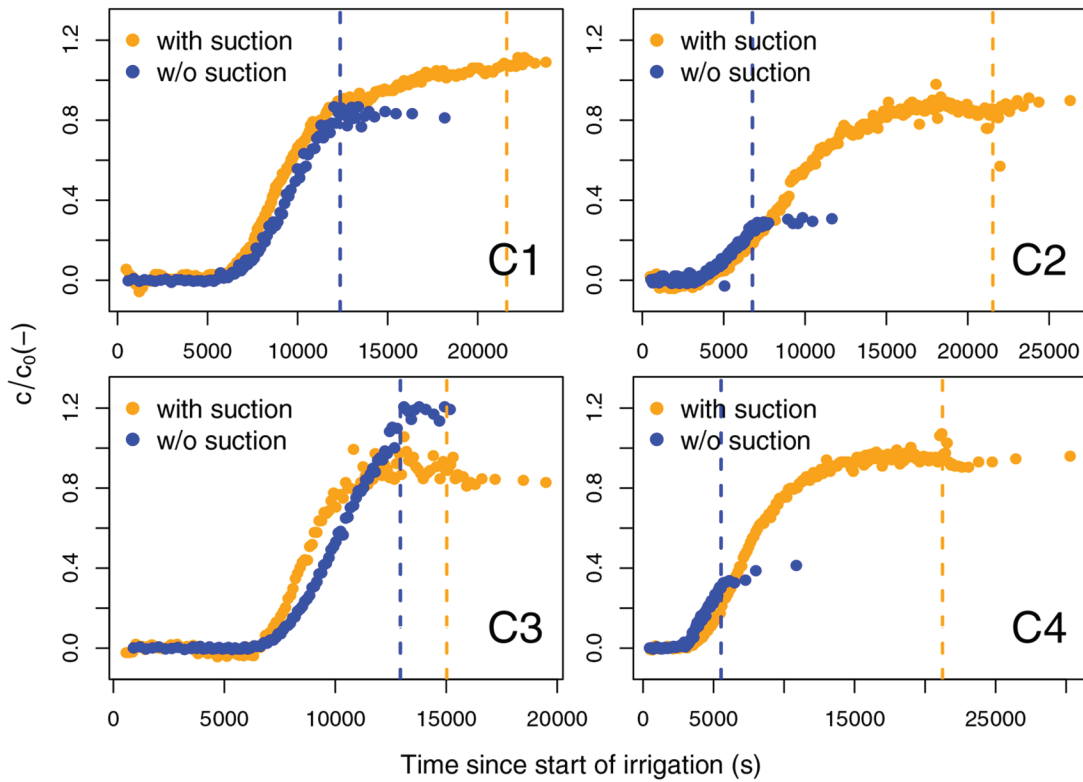 with suction
w/o suction
C1
0.0 0.4 0.8 1.2
0 5000 10000 15000 20000
with suction
w/o suction
C2
0.0 0.4 0.8 1.2
0 5000 10000 15000 20000 25000
with suction
w/o suction
C3
0.0 0.4 0.8 1.2
0 5000 10000 15000 20000
with suction
w/o suction
C4
0.0 0.4 0.8 1.2
0 5000 10000 15000 25000
c/c₀(−)
Time since start of irrigation (s)